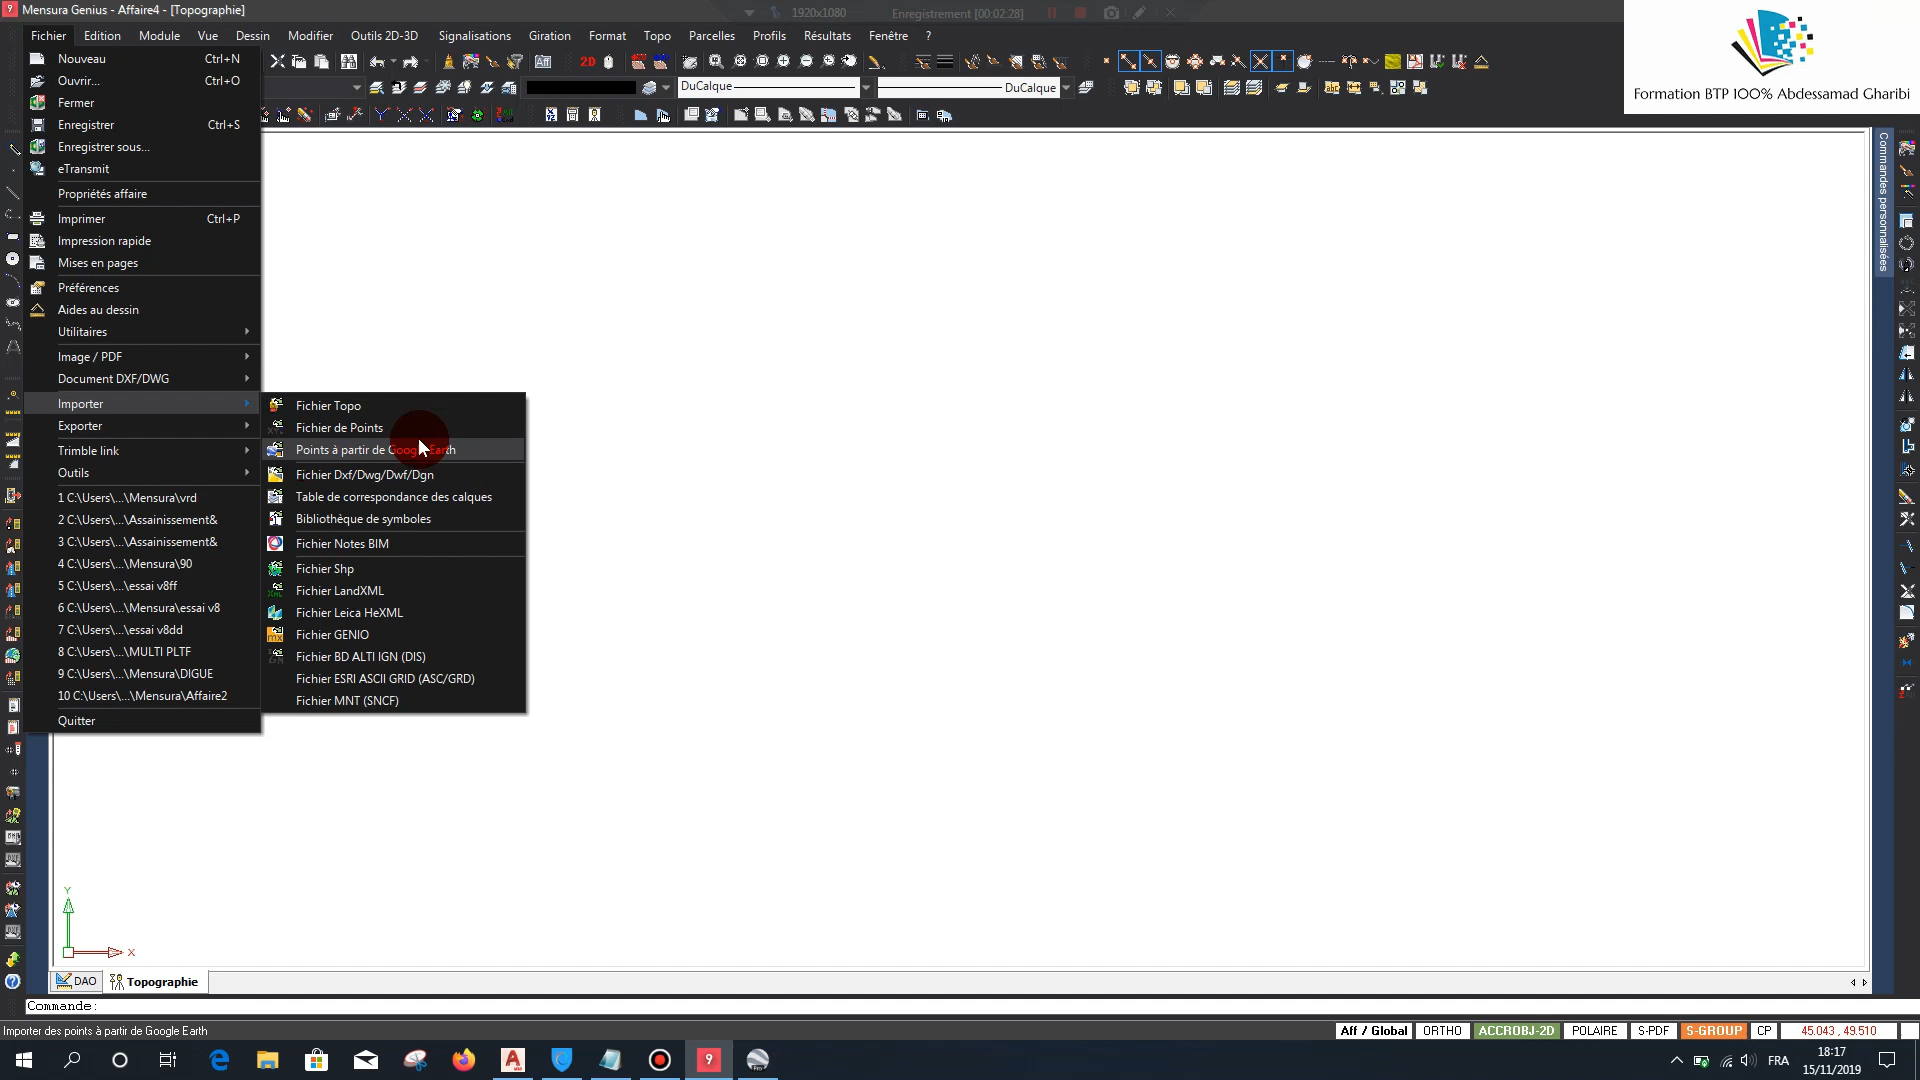 Mensura Genius - Affaire4 - [Topographie]
1920x1080
Enregistrement [00:02:28]
Fichier Edition Module Vue Dessin Modifier Outils 2D-3D Signalisations Giration Format Topo Parcelles Profils Résultats Fenêtre ?
Formation BTP 100% Abdessamad Gharibi
2D
DuCalque
DuCalque
Nouveau Ctrl+N
Ouvrir... Ctrl+O
Fermer
Enregistrer Ctrl+S
Enregistrer sous...
eTransmit
Propriétés affaire
Imprimer Ctrl+P
Impression rapide
Mises en pages
Préférences
Aides au dessin
Utilitaires
Image / PDF
Document DXF/DWG
Importer
Exporter
Trimble link
Outils
1 C:\Users\...\Mensura\vrd
2 C:\Users\...\Assainissement&
3 C:\Users\...\Assainissement&
4 C:\Users\...\Mensura\90
5 C:\Users\...\essai v8ff
6 C:\Users\...\Mensura\essai v8
7 C:\Users\...\essai v8dd
8 C:\Users\...\MULTI PLTF
9 C:\Users\...\Mensura\DIGUE
10 C:\Users\...\Mensura\Affaire2
Quitter
Fichier Topo
Fichier de Points
Points à partir de Google Earth
Fichier Dxf/Dwg/Dwf/Dgn
Table de correspondance des calques
Bibliothèque de symboles
Fichier Notes BIM
Fichier Shp
Fichier LandXML
Fichier Leica HeXML
Fichier GENIO
Fichier BD ALTI IGN (DIS)
Fichier ESRI ASCII GRID (ASC/GRD)
Fichier MNT (SNCF)
Commandes personnalisées
Y
X
DAO Topographie
Commande:
Importer des points à partir de Google Earth
Aff / Global ORTHO ACCROBJ-2D POLAIRE S-PDF S-GROUP CP 45.043 , 49.510
FRA
18:17
15/11/2019